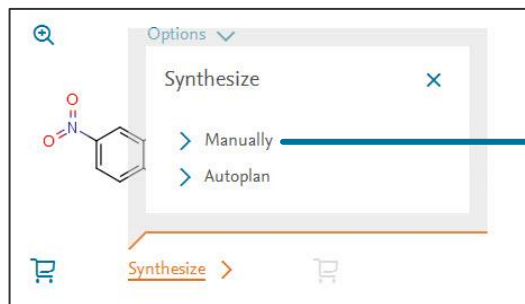 Options
Synthesize
Manually
Autoplan
O
N
O
Synthesize